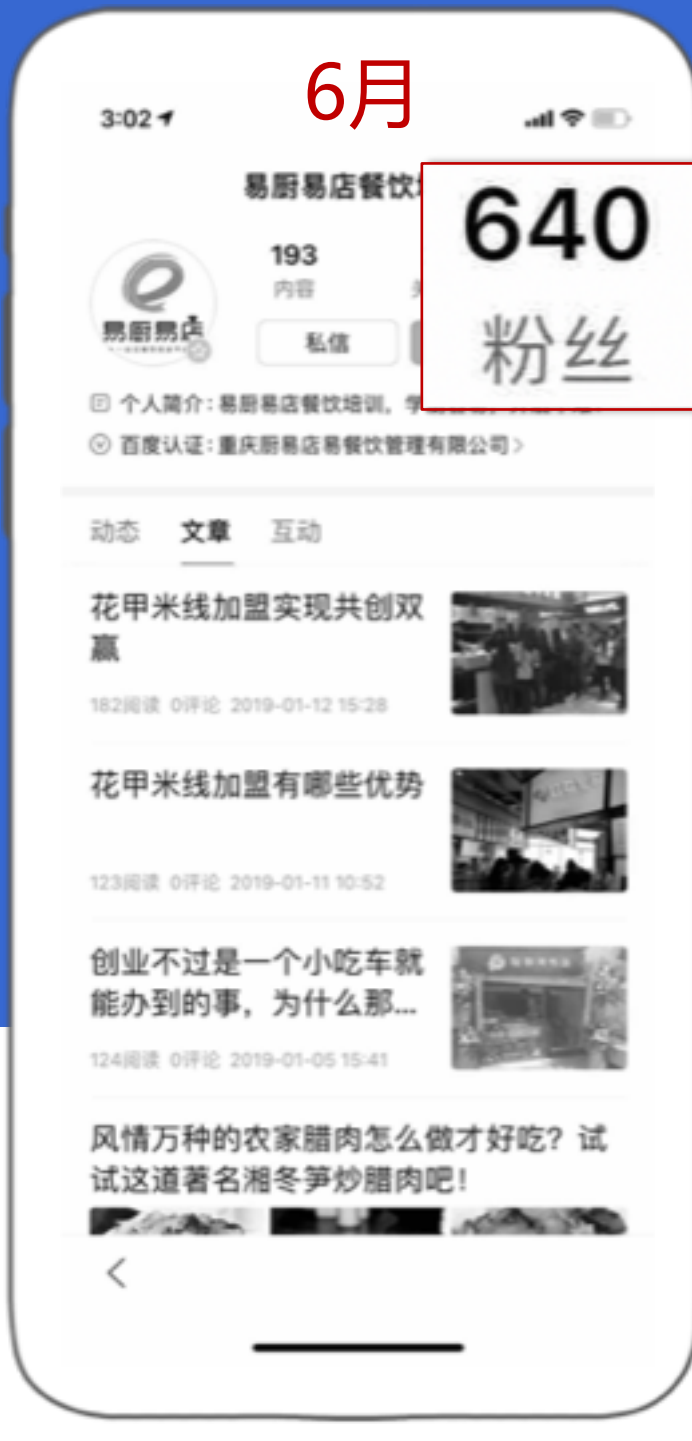 6月
3:02
易厨易店餐饮
640
粉丝
193
内容
易厨易店
私信
个人简介：易厨易店餐饮培训，学
百度认证：重庆厨易店易餐饮管理有限公司>
动态 文章 互动
花甲米线加盟实现共创双
赢
182阅读 0评论 2019-01-12 15:28
花甲米线加盟有哪些优势
123阅读 0评论 2019-01-11 10:52
创业不过是一个小吃车就
能办到的事，为什么那...
124阅读 0评论 2019-01-05 15:41
风情万种的农家腊肉怎么做才好吃？试
试这道著名湘冬笋炒腊肉吧！